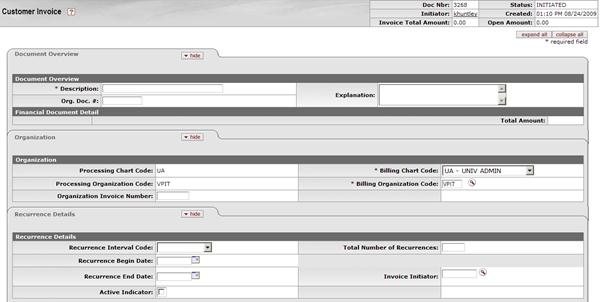 Customer Invoice ?
Doc Nbr: 3268 Status: INITIATED
Initiator: khuntley Created: 01:10 PM 08/24/2009
Invoice Total Amount: 0.00 Open Amount: 0.00
expand all collapse all
* required field
Document Overview hide
Document Overview
* Description: Explanation:
Org. Doc. #:
Financial Document Detail
Total Amount:
Organization hide
Organization
Processing Chart Code: UA * Billing Chart Code: UA - UNIV ADMIN
Processing Organization Code: VPIT * Billing Organization Code: VPIT
Organization Invoice Number:
Recurrence Details hide
Recurrence Details
Recurrence Interval Code: Total Number of Recurrences:
Recurrence Begin Date:
Recurrence End Date: Invoice Initiator:
Active Indicator: